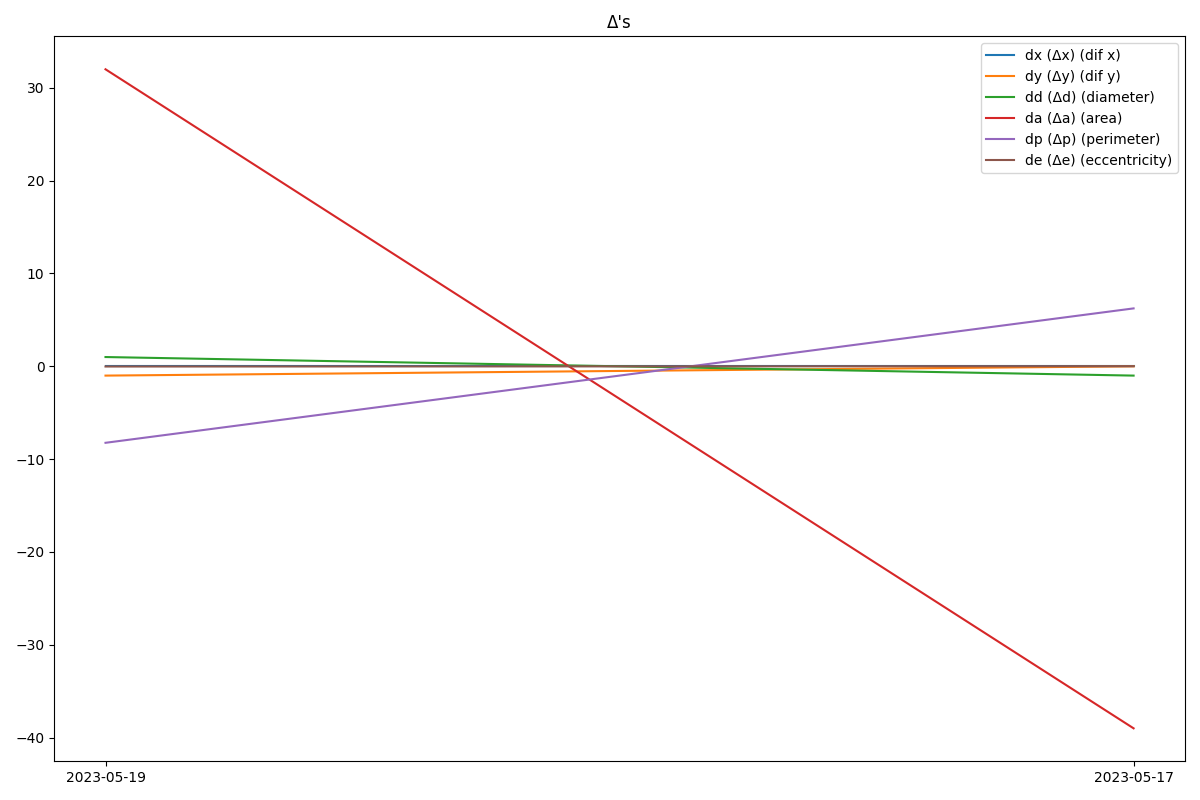 Δ's
dx (Δx) (dif x)
dy (Δy) (dif y)
dd (Δd) (diameter)
da (Δa) (area)
dp (Δp) (perimeter)
de (Δe) (eccentricity)
30
20
10
0
−10
−20
−30
−40
2023-05-19 2023-05-17